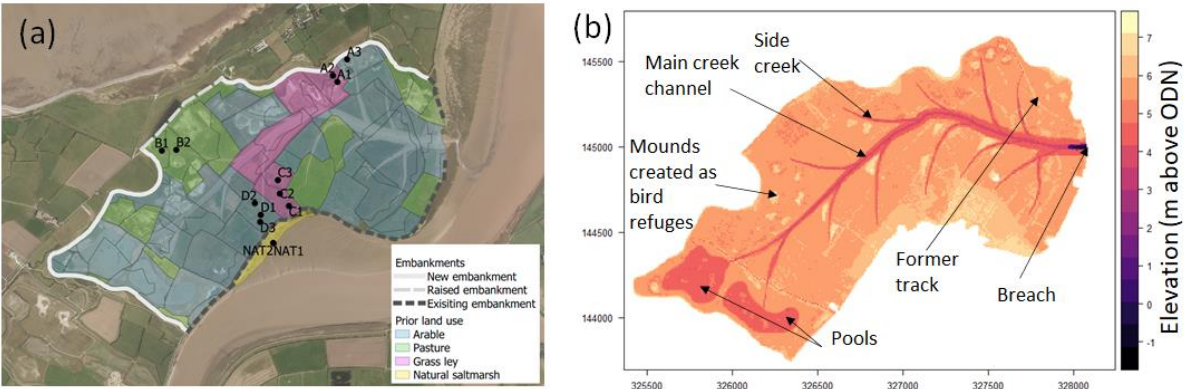 (a)
A3
A2
A1
B1
B2
C3
C2
C1
D2
D1
D3
NAT2NAT1
Embankments
New embankment
Raised embankment
Exisiting embankment
Prior land use
Arable
Pasture
Grass ley
Natural saltmarsh
(b)
Side
creek
Main creek
channel
Mounds
created as
bird
refuges
Former
track
Breach
Pools
145500
145000
144500
144000
325500
326000
326500
327000
327500
328000
7
6
5
4
3
2
1
0
-1
Elevation (m above ODN)